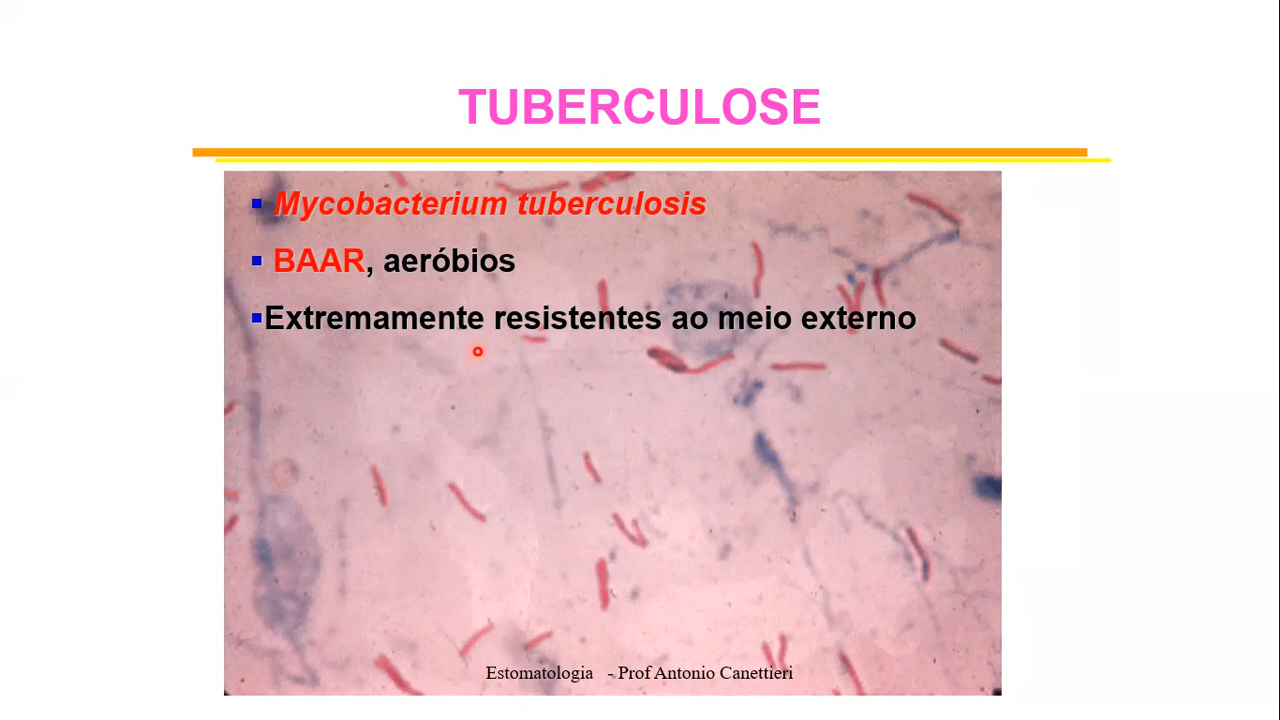 TUBERCULOSE
▪ Mycobacterium tuberculosis
▪ BAAR, aeróbios
▪Extremamente resistentes ao meio externo
Estomatologia - Prof Antonio Canettieri